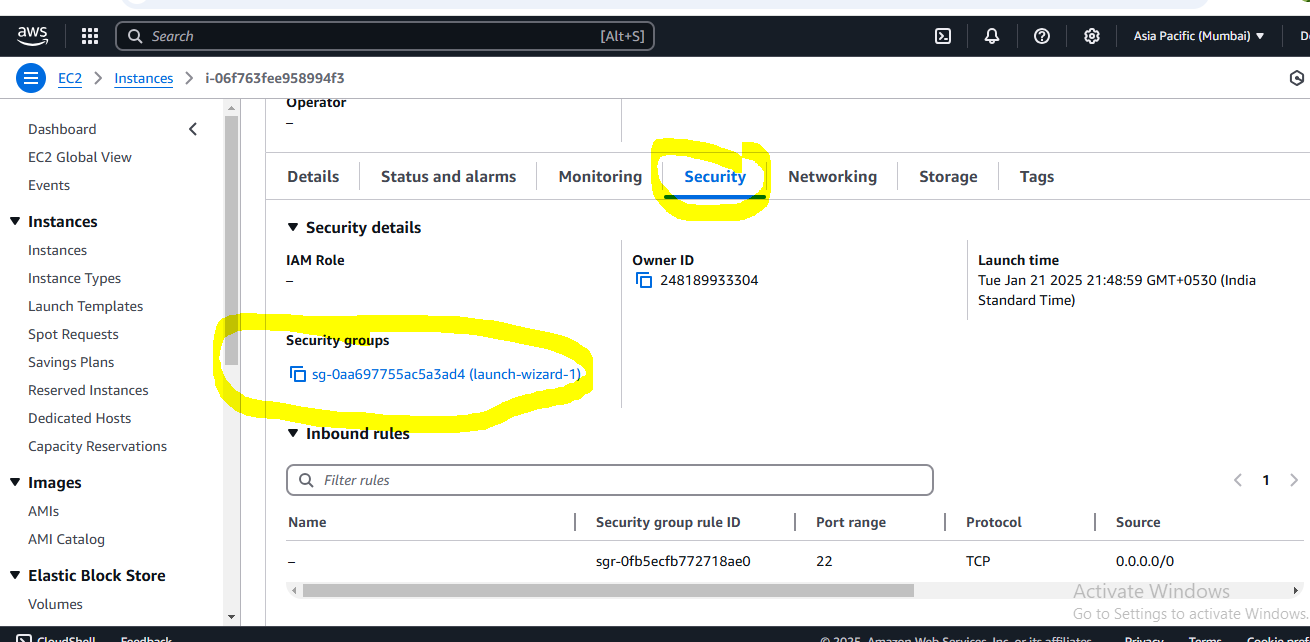 aws Search [Alt+S] Asia Pacific (Mumbai)
EC2 > Instances > i-06f763fee958994f3
Operator
–
Dashboard
EC2 Global View
Events
Instances
Instances
Instance Types
Launch Templates
Spot Requests
Savings Plans
Reserved Instances
Dedicated Hosts
Capacity Reservations
Images
AMIs
AMI Catalog
Elastic Block Store
Volumes
Details Status and alarms Monitoring Security Networking Storage Tags
Security details
IAM Role
–
Owner ID
248189933304
Launch time
Tue Jan 21 2025 21:48:59 GMT+0530 (India
Standard Time)
Security groups
sg-0aa697755ac5a3ad4 (launch-wizard-1)
Inbound rules
Filter rules
1
Name Security group rule ID Port range Protocol Source
– sgr-0fb5ecfb772718ae0 22 TCP 0.0.0.0/0
Activate Windows
Go to Settings to activate Windows.
CloudShell Feedback © 2025, Amazon Web Services, Inc. or its affiliates. Privacy Terms Cookie